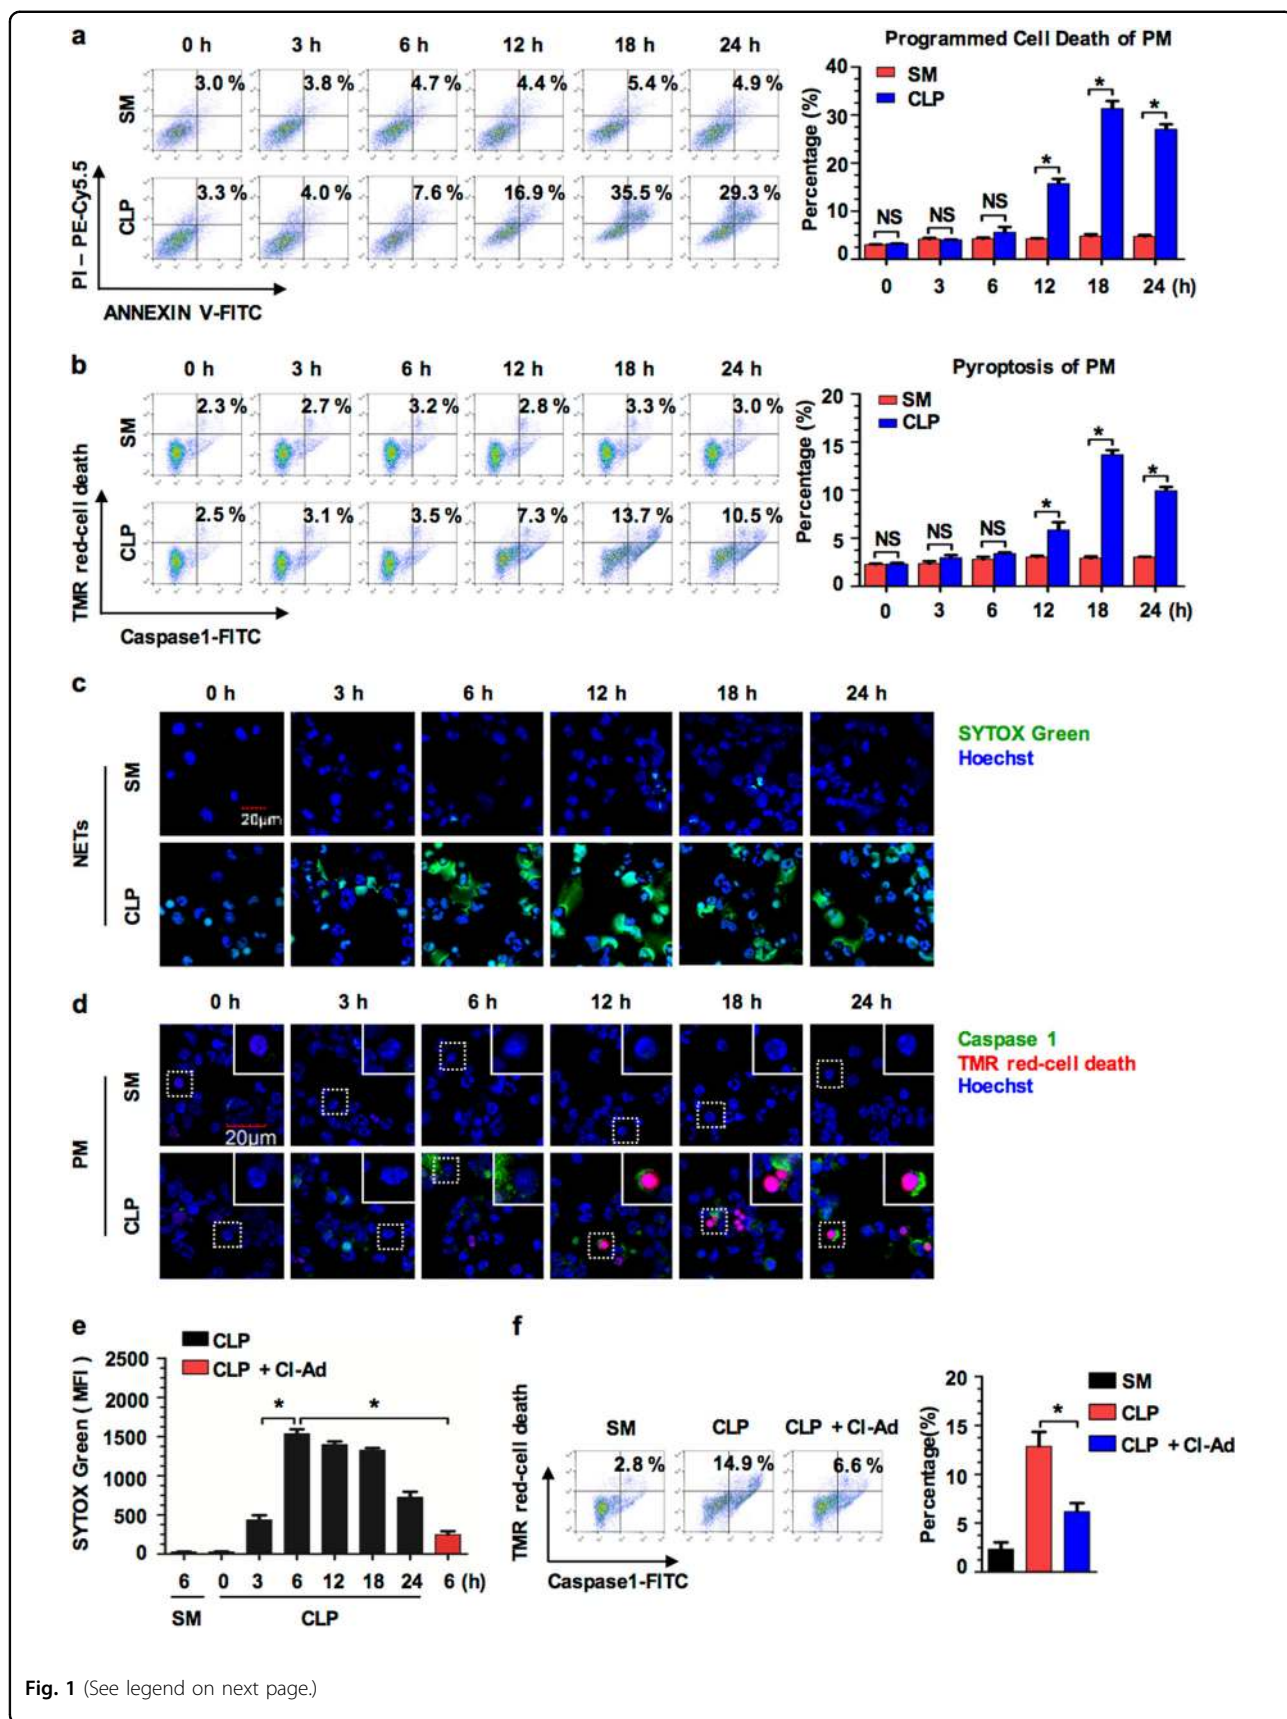 a
0 h 3 h 6 h 12 h 18 h 24 h
SM
3.0 % 3.8 % 4.7 % 4.4 % 5.4 % 4.9 %
CLP
3.3 % 4.0 % 7.6 % 16.9 % 35.5 % 29.3 %
PI – PE-Cy5.5
ANNEXIN V-FITC
Programmed Cell Death of PM
SM
CLP
Percentage (%)
40
30
20
10
0
NS NS NS * * *
0 3 6 12 18 24 (h)
b
0 h 3 h 6 h 12 h 18 h 24 h
SM
2.3 % 2.7 % 3.2 % 2.8 % 3.3 % 3.0 %
CLP
2.5 % 3.1 % 3.5 % 7.3 % 13.7 % 10.5 %
TMR red-cell death
Caspase1-FITC
Pyroptosis of PM
SM
CLP
Percentage (%)
20
15
10
5
0
NS NS NS * * *
0 3 6 12 18 24 (h)
c
0 h 3 h 6 h 12 h 18 h 24 h
NETs
SM
20μm
CLP
SYTOX Green
Hoechst
d
0 h 3 h 6 h 12 h 18 h 24 h
PM
SM
20μm
CLP
Caspase 1
TMR red-cell death
Hoechst
e
CLP
CLP + Cl-Ad
SYTOX Green ( MFI )
2500
2000
1500
1000
500
0
* *
6 0 3 6 12 18 24 6 (h)
SM CLP
f
TMR red-cell death
SM CLP CLP + Cl-Ad
2.8 % 14.9 % 6.6 %
Caspase1-FITC
SM
CLP
CLP + Cl-Ad
Percentage(%)
20
15
10
5
0
*
Fig. 1 (See legend on next page.)